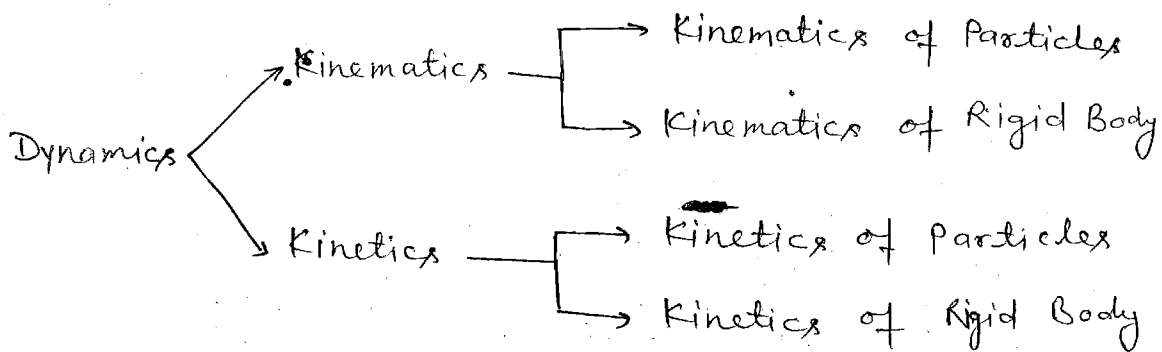 Kinematics of Particles
Kinematics
Kinematics of Rigid Body
Dynamics
Kinetics of Particles
Kinetics
Kinetics of Rigid Body